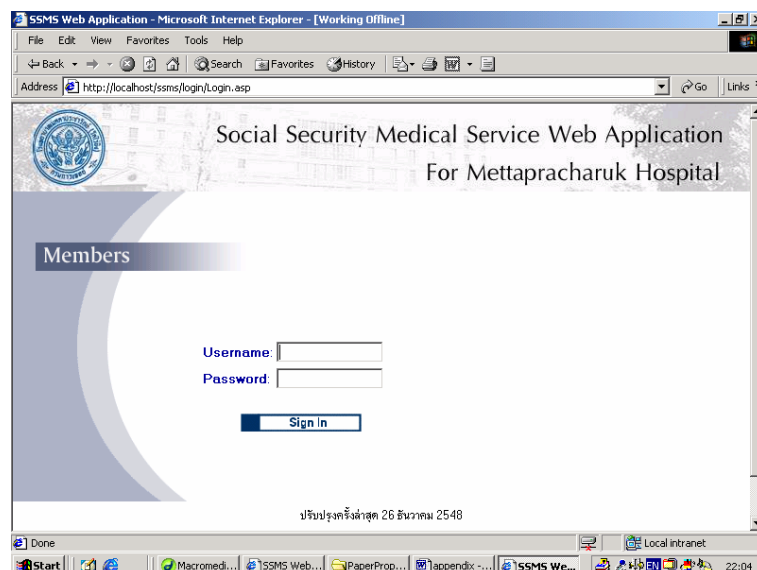 SSMS Web Application - Microsoft Internet Explorer - [Working Offline]
File Edit View Favorites Tools Help
Back Search Favorites History
Address http://localhost/ssms/login/Login.asp Go Links
Social Security Medical Service Web Application
For Mettapracharuk Hospital
Members
Username:
Password:
Sign In
ปรับปรุงครั้งล่าสุด 26 ธันวาคม 2548
Done Local intranet
Start Macromedi... SSMS Web... PaperProp... appendix -... SSMS We... EN 22:04